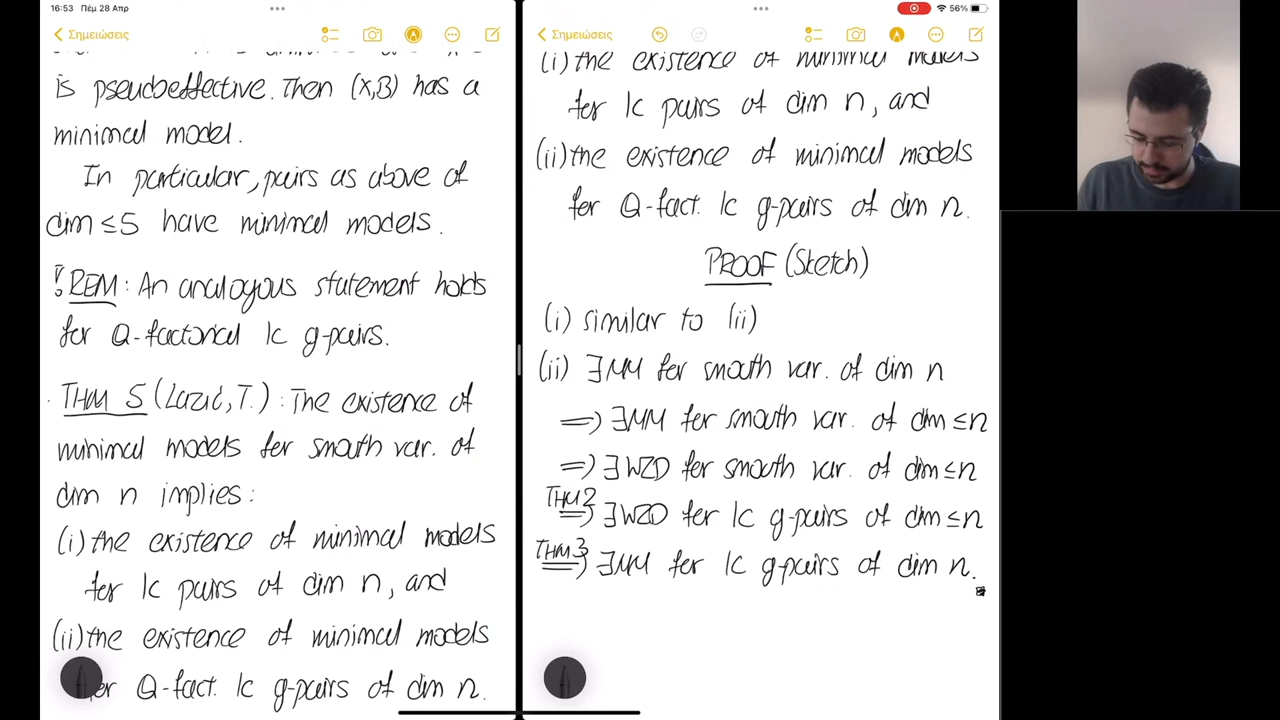 16:53 Πέμ 28 Απρ
Σημειώσεις
is pseudoeffective. Then (X,B) has a
minimal model.
In particular, pairs as above of
dim ≤ 5 have minimal models.
! REM: An analogous statement holds
for Q-factorial lc g-pairs.
THM 5 (Lazić, T.): The existence of
minimal models for smooth var. of
dim n implies:
(i) the existence of minimal models
for lc pairs of dim n, and
(ii) the existence of minimal models
for Q-fact. lc g-pairs of dim n.
56%
Σημειώσεις
(i) the existence of minimal models
for lc pairs of dim n, and
(ii) the existence of minimal models
for Q-fact. lc g-pairs of dim n.
PROOF (Sketch)
(i) similar to (ii)
(ii) ∃MM for smooth var. of dim n
⟹ ∃MM for smooth var. of dim ≤ n
⟹ ∃WZD for smooth var. of dim ≤ n
THM 2
⟹ ∃WZD for lc g-pairs of dim ≤ n
THM 3
⟹ ∃MM for lc g-pairs of dim n.